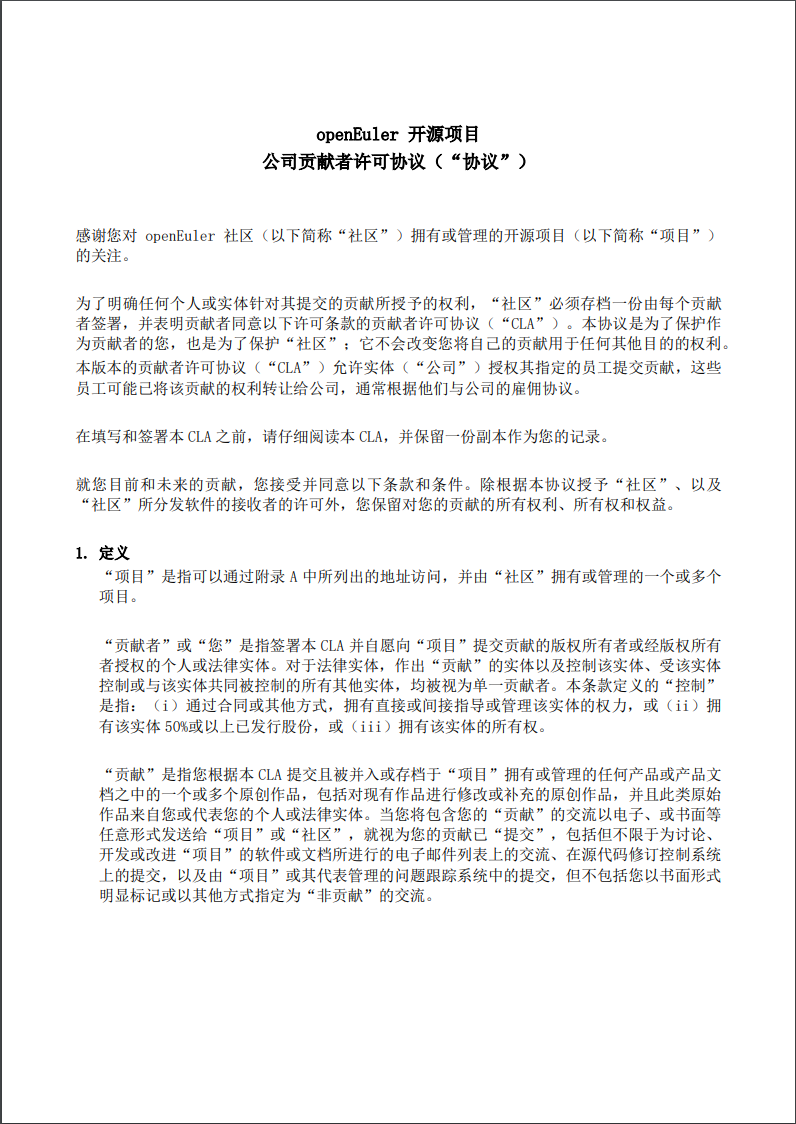 openEuler 开源项目
公司贡献者许可协议（“协议”）
感谢您对 openEuler 社区（以下简称“社区”）拥有或管理的开源项目（以下简称“项目”）
的关注。
为了明确任何个人或实体针对其提交的贡献所授予的权利，“社区”必须存档一份由每个贡献
者签署，并表明贡献者同意以下许可条款的贡献者许可协议（“CLA”）。本协议是为了保护作
为贡献者的您，也是为了保护“社区”；它不会改变您将自己的贡献用于任何其他目的的权利。
本版本的贡献者许可协议（“CLA”）允许实体（“公司”）授权其指定的员工提交贡献，这些
员工可能已将该贡献的权利转让给公司，通常根据他们与公司的雇佣协议。
在填写和签署本 CLA 之前，请仔细阅读本 CLA，并保留一份副本作为您的记录。
就您目前和未来的贡献，您接受并同意以下条款和条件。除根据本协议授予“社区”、以及
“社区”所分发软件的接收者的许可外，您保留对您的贡献的所有权利、所有权和权益。
1. 定义
“项目”是指可以通过附录 A 中所列出的地址访问，并由“社区”拥有或管理的一个或多个
项目。
“贡献者”或“您”是指签署本 CLA 并自愿向“项目”提交贡献的版权所有者或经版权所有
者授权的个人或法律实体。对于法律实体，作出“贡献”的实体以及控制该实体、受该实体
控制或与该实体共同被控制的所有其他实体，均被视为单一贡献者。本条款定义的“控制”
是指：（i）通过合同或其他方式，拥有直接或间接指导或管理该实体的权力，或（ii）拥
有该实体 50%或以上已发行股份，或（iii）拥有该实体的所有权。
“贡献”是指您根据本 CLA 提交且被并入或存档于“项目”拥有或管理的任何产品或产品文
档之中的一个或多个原创作品，包括对现有作品进行修改或补充的原创作品，并且此类原始
作品来自您或代表您的个人或法律实体。当您将包含您的“贡献”的交流以电子、或书面等
任意形式发送给“项目”或“社区”，就视为您的贡献已“提交”，包括但不限于为讨论、
开发或改进“项目”的软件或文档所进行的电子邮件列表上的交流、在源代码修订控制系统
上的提交，以及由“项目”或其代表管理的问题跟踪系统中的提交，但不包括您以书面形式
明显标记或以其他方式指定为“非贡献”的交流。